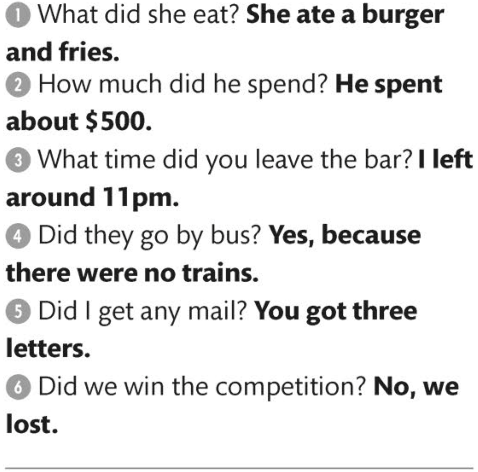 1 What did she eat? She ate a burger
and fries.
2 How much did he spend? He spent
about $500.
3 What time did you leave the bar? I left
around 11pm.
4 Did they go by bus? Yes, because
there were no trains.
5 Did I get any mail? You got three
letters.
6 Did we win the competition? No, we
lost.